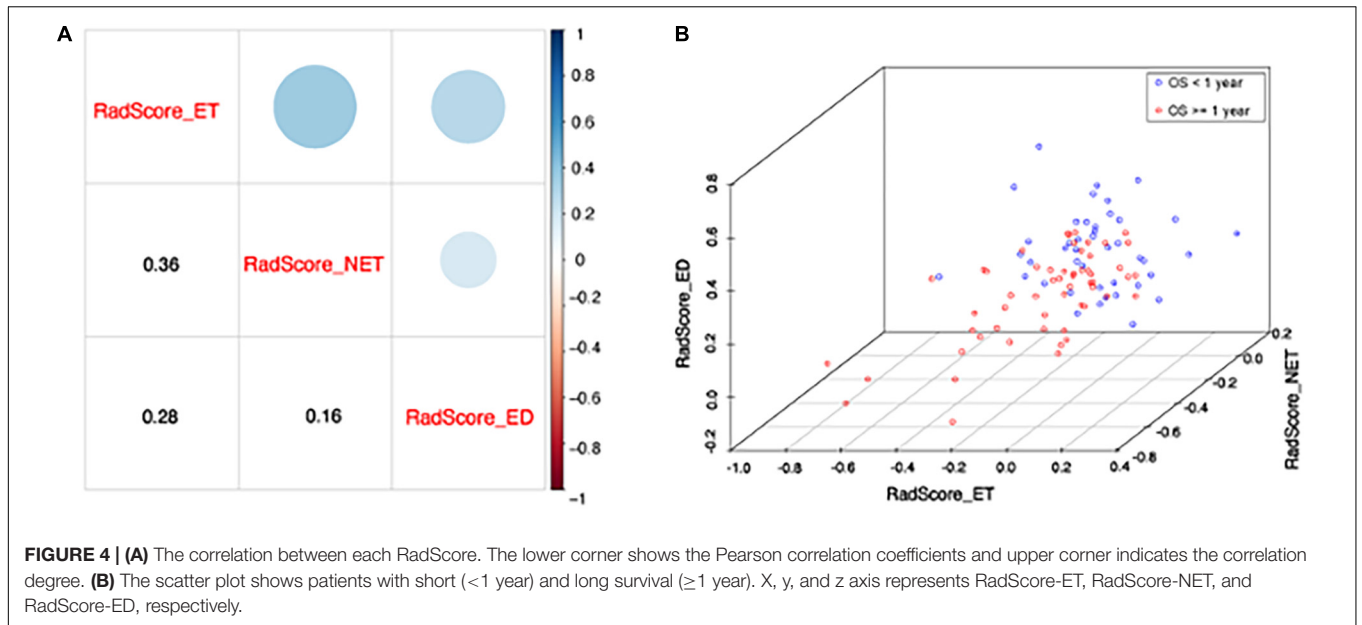 A
RadScore_ET
0.36
RadScore_NET
0.28
0.16
RadScore_ED
1
0.8
0.6
0.4
0.2
0
−0.2
−0.4
−0.6
−0.8
−1
B
OS < 1 year
OS >= 1 year
RadScore_ED
-0.2
0.0
0.2
0.4
0.6
0.8
-1.0
-0.8
-0.6
-0.4
-0.2
0.0
0.2
0.4
RadScore_ET
-0.8
-0.6
-0.4
-0.2
0.0
0.2
RadScore_NET
FIGURE 4 | (A) The correlation between each RadScore. The lower corner shows the Pearson correlation coefficients and upper corner indicates the correlation
degree. (B) The scatter plot shows patients with short (<1 year) and long survival (≥1 year). X, y, and z axis represents RadScore-ET, RadScore-NET, and
RadScore-ED, respectively.